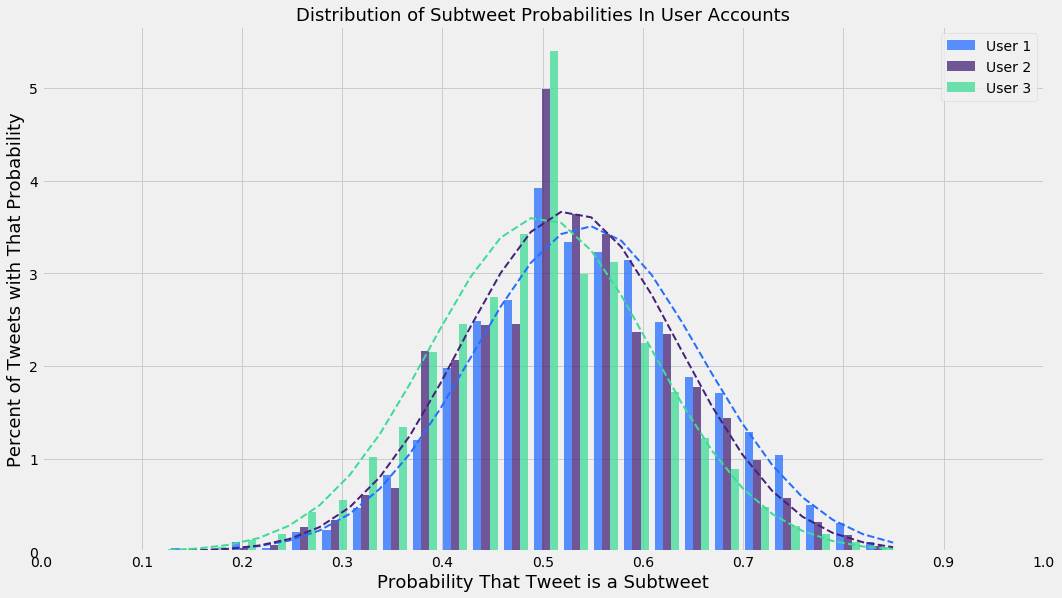 Distribution of Subtweet Probabilities In User Accounts
User 1
User 2
User 3
Percent of Tweets with That Probability
5
4
3
2
1
0
0.0 0.1 0.2 0.3 0.4 0.5 0.6 0.7 0.8 0.9 1.0
Probability That Tweet is a Subtweet